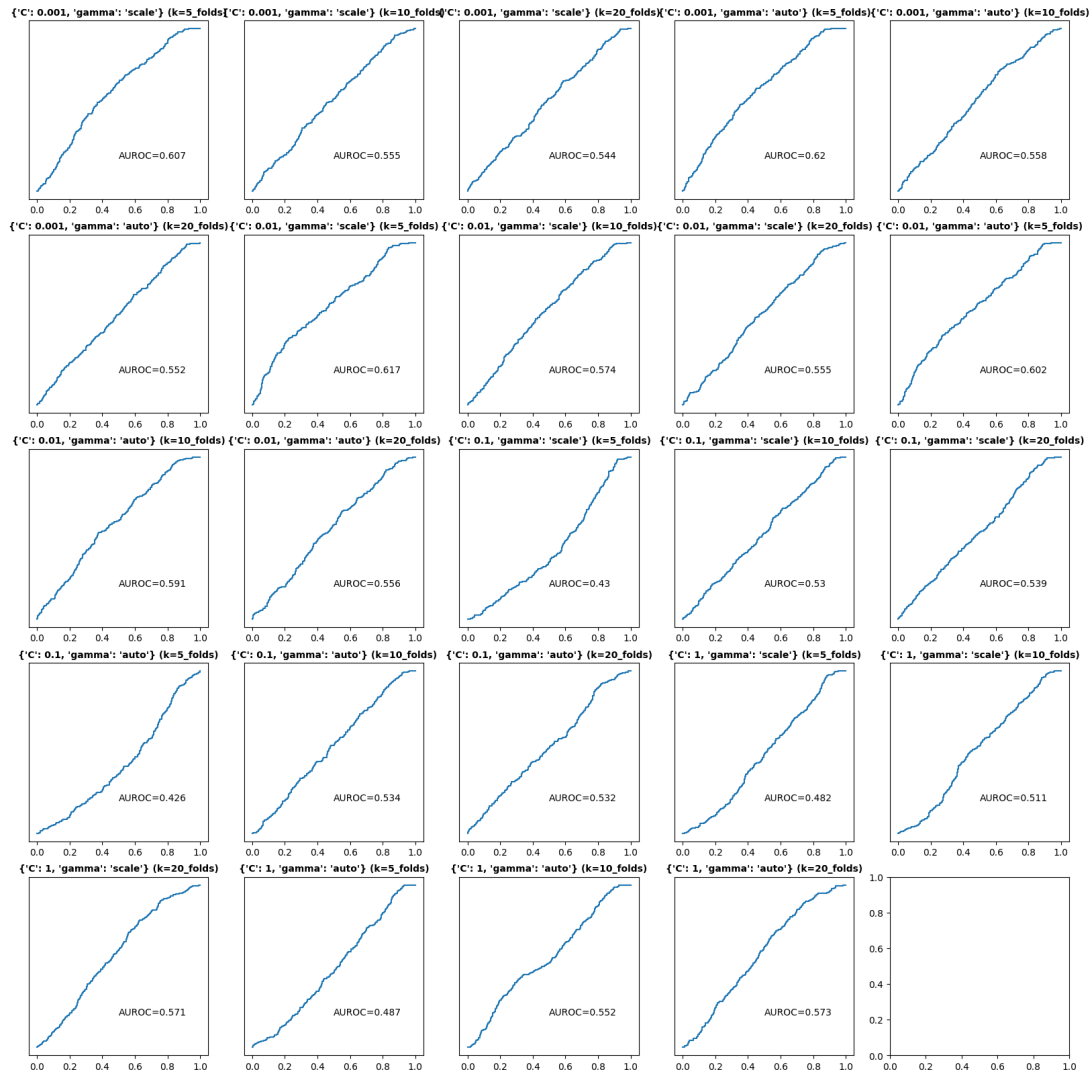 {'C': 0.001, 'gamma': 'scale'} (k=5_folds)
{'C': 0.001, 'gamma': 'scale'} (k=10_folds)
{'C': 0.001, 'gamma': 'scale'} (k=20_folds)
{'C': 0.001, 'gamma': 'auto'} (k=5_folds)
{'C': 0.001, 'gamma': 'auto'} (k=10_folds)
AUROC=0.607
AUROC=0.555
AUROC=0.544
AUROC=0.62
AUROC=0.558
0.0 0.2 0.4 0.6 0.8 1.0
0.0 0.2 0.4 0.6 0.8 1.0
0.0 0.2 0.4 0.6 0.8 1.0
0.0 0.2 0.4 0.6 0.8 1.0
0.0 0.2 0.4 0.6 0.8 1.0
{'C': 0.001, 'gamma': 'auto'} (k=20_folds)
{'C': 0.01, 'gamma': 'scale'} (k=5_folds)
{'C': 0.01, 'gamma': 'scale'} (k=10_folds)
{'C': 0.01, 'gamma': 'scale'} (k=20_folds)
{'C': 0.01, 'gamma': 'auto'} (k=5_folds)
AUROC=0.552
AUROC=0.617
AUROC=0.574
AUROC=0.555
AUROC=0.602
0.0 0.2 0.4 0.6 0.8 1.0
0.0 0.2 0.4 0.6 0.8 1.0
0.0 0.2 0.4 0.6 0.8 1.0
0.0 0.2 0.4 0.6 0.8 1.0
0.0 0.2 0.4 0.6 0.8 1.0
{'C': 0.01, 'gamma': 'auto'} (k=10_folds)
{'C': 0.01, 'gamma': 'auto'} (k=20_folds)
{'C': 0.1, 'gamma': 'scale'} (k=5_folds)
{'C': 0.1, 'gamma': 'scale'} (k=10_folds)
{'C': 0.1, 'gamma': 'scale'} (k=20_folds)
AUROC=0.591
AUROC=0.556
AUROC=0.43
AUROC=0.53
AUROC=0.539
0.0 0.2 0.4 0.6 0.8 1.0
0.0 0.2 0.4 0.6 0.8 1.0
0.0 0.2 0.4 0.6 0.8 1.0
0.0 0.2 0.4 0.6 0.8 1.0
0.0 0.2 0.4 0.6 0.8 1.0
{'C': 0.1, 'gamma': 'auto'} (k=5_folds)
{'C': 0.1, 'gamma': 'auto'} (k=10_folds)
{'C': 0.1, 'gamma': 'auto'} (k=20_folds)
{'C': 1, 'gamma': 'scale'} (k=5_folds)
{'C': 1, 'gamma': 'scale'} (k=10_folds)
AUROC=0.426
AUROC=0.534
AUROC=0.532
AUROC=0.482
AUROC=0.511
0.0 0.2 0.4 0.6 0.8 1.0
0.0 0.2 0.4 0.6 0.8 1.0
0.0 0.2 0.4 0.6 0.8 1.0
0.0 0.2 0.4 0.6 0.8 1.0
0.0 0.2 0.4 0.6 0.8 1.0
{'C': 1, 'gamma': 'scale'} (k=20_folds)
{'C': 1, 'gamma': 'auto'} (k=5_folds)
{'C': 1, 'gamma': 'auto'} (k=10_folds)
{'C': 1, 'gamma': 'auto'} (k=20_folds)
AUROC=0.571
AUROC=0.487
AUROC=0.552
AUROC=0.573
1.0
0.8
0.6
0.4
0.2
0.0
0.0 0.2 0.4 0.6 0.8 1.0
0.0 0.2 0.4 0.6 0.8 1.0
0.0 0.2 0.4 0.6 0.8 1.0
0.0 0.2 0.4 0.6 0.8 1.0
0.0 0.2 0.4 0.6 0.8 1.0